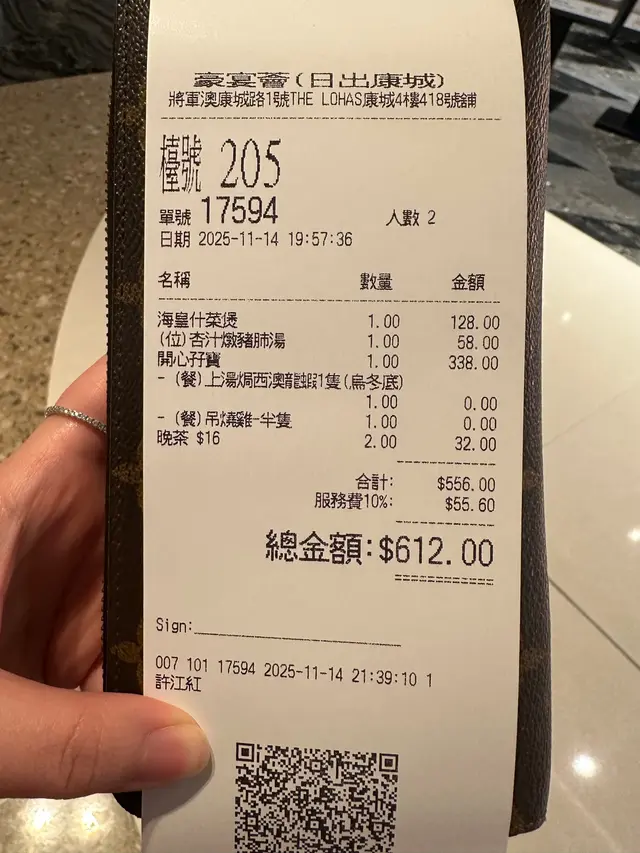 豪宴薈(日出康城)
將軍澳康城路1號THE LOHAS康城4樓418號舖
檯號 205
單號 17594 人數 2
日期 2025-11-14 19:57:36
名稱 數量 金額
海皇什菜煲 1.00 128.00
(位)杏汁燉豬肺湯 1.00 58.00
開心孖寶 1.00 338.00
- (餐)上湯焗西澳龍蝦1隻(烏冬底)
1.00 0.00
- (餐)吊燒雞-半隻 1.00 0.00
晚茶 $16 2.00 32.00
合計: $556.00
服務費10%: $55.60
總金額:$612.00
Sign:
007 101 17594 2025-11-14 21:39:10 1
許江紅